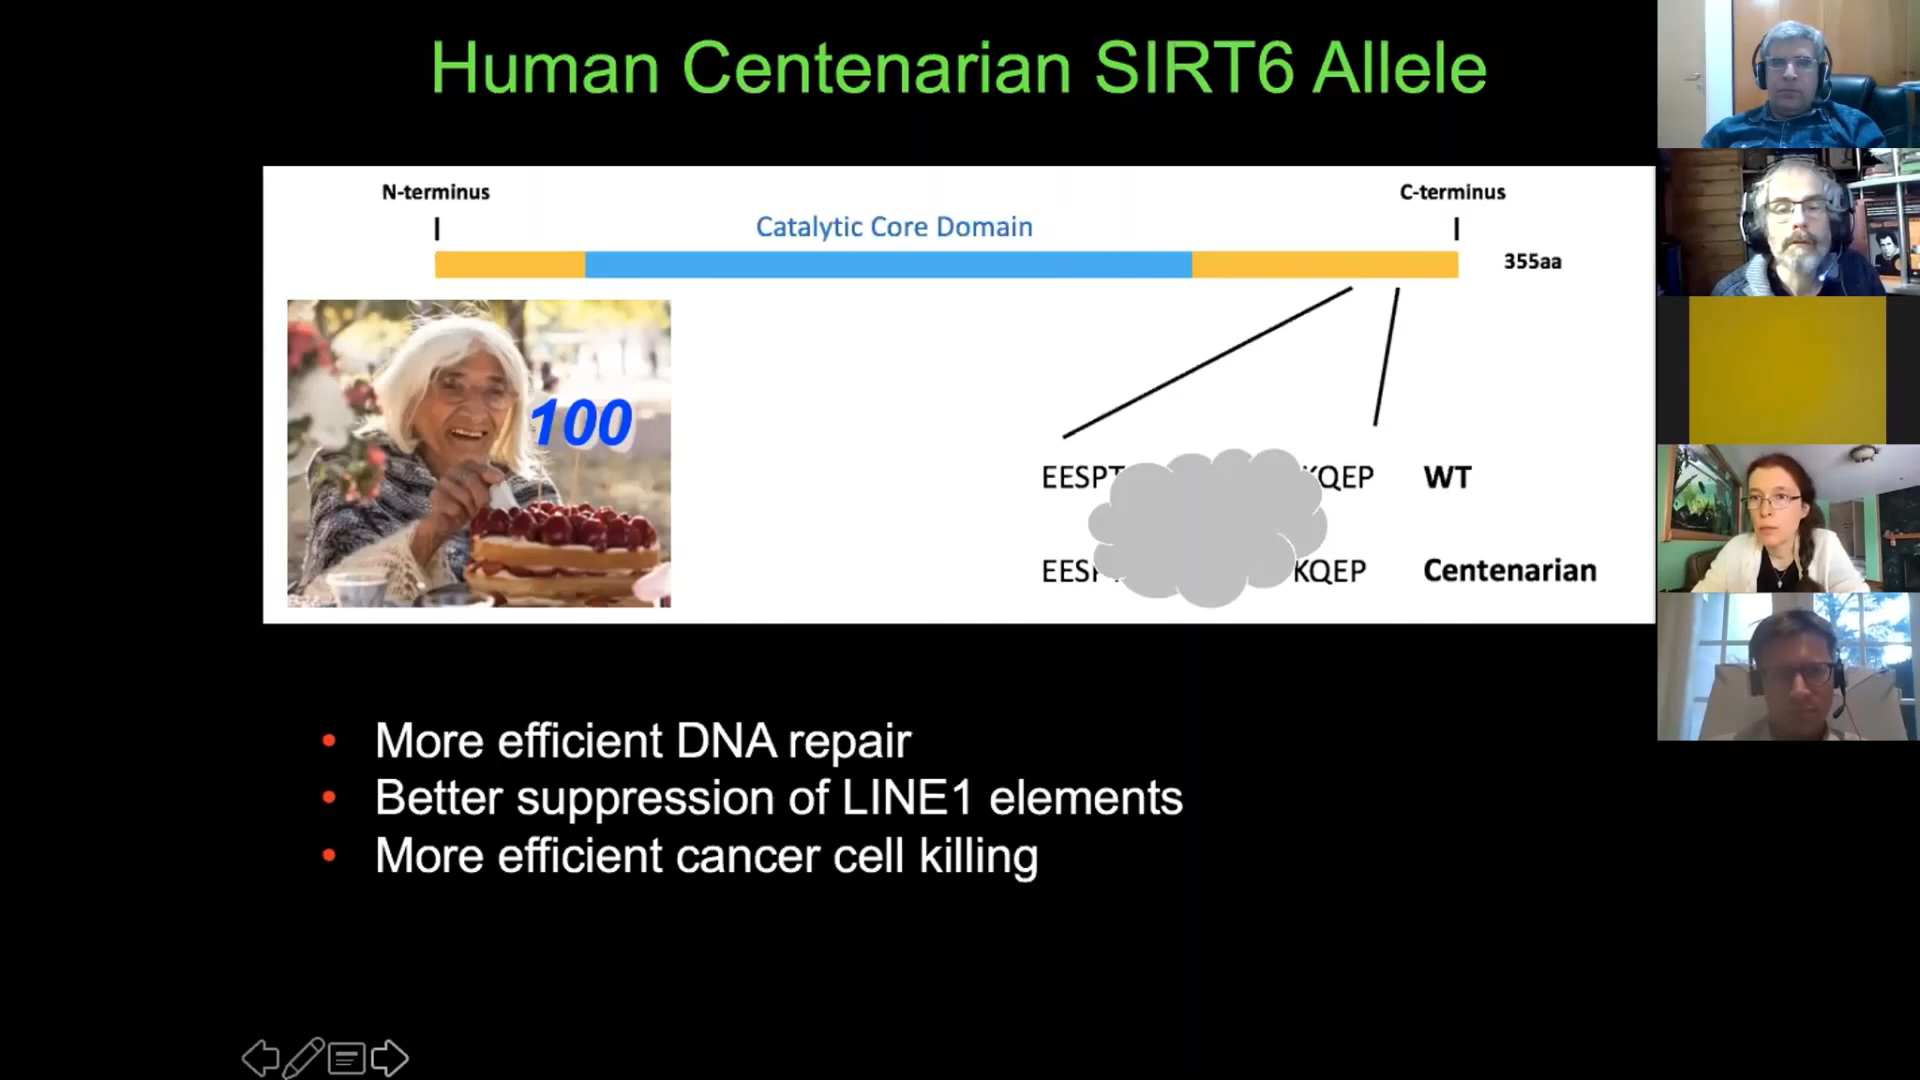 Human Centenarian SIRT6 Allele
N-terminus
C-terminus
Catalytic Core Domain
355aa
100
EESPT KQEP WT
EESP KQEP Centenarian
• More efficient DNA repair
• Better suppression of LINE1 elements
• More efficient cancer cell killing